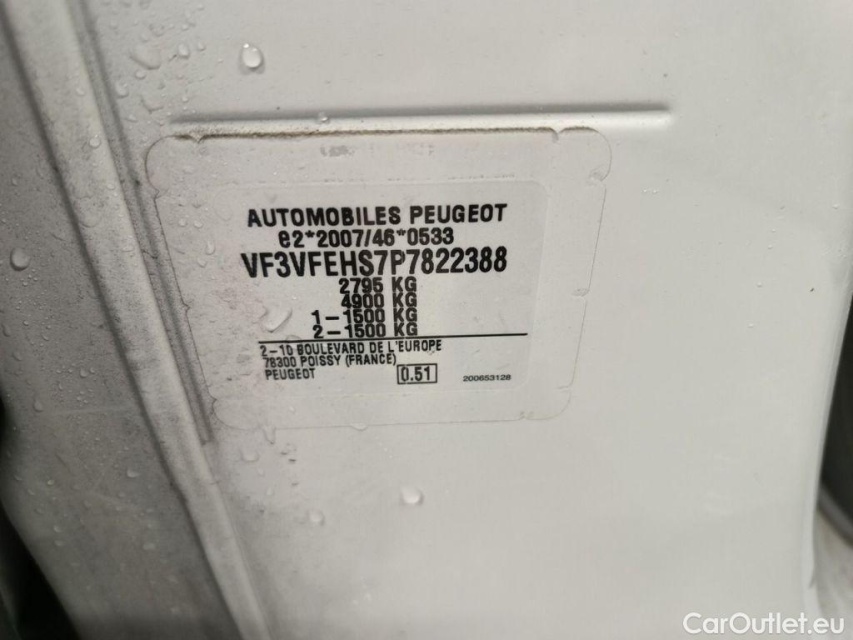 AUTOMOBILES PEUGEOT
e2*2007/46*0533
VF3VFEHS7P7822388
2795 KG
4900 KG
1-1500 KG
2-1500 KG
2-10 BOULEVARD DE L'EUROPE
78300 POISSY (FRANCE)
PEUGEOT
0.51
200653128
CarOutlet.eu